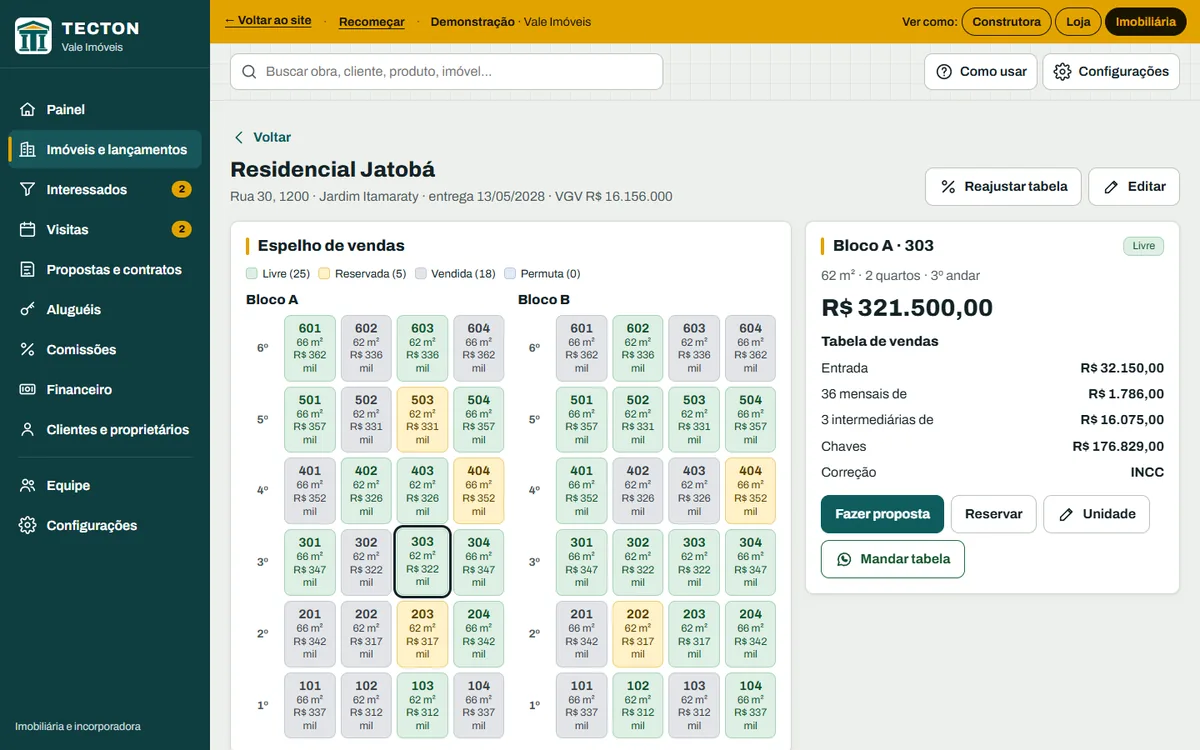 TECTON
Vale Imóveis
← Voltar ao site · Recomeçar · Demonstração · Vale Imóveis
Ver como: Construtora Loja Imobiliária
Buscar obra, cliente, produto, imóvel...
Como usar
Configurações
Painel
Imóveis e lançamentos
Interessados 2
Visitas 2
Propostas e contratos
Aluguéis
Comissões
Financeiro
Clientes e proprietários
Equipe
Configurações
Imobiliária e incorporadora
Voltar
Residencial Jatobá
Rua 30, 1200 · Jardim Itamaraty · entrega 13/05/2028 · VGV R$ 16.156.000
Reajustar tabela
Editar
Espelho de vendas
Livre (25) Reservada (5) Vendida (18) Permuta (0)
Bloco A
6º
601 602 603 604
66 m² 62 m² 62 m² 66 m²
R$ 362 R$ 336 R$ 336 R$ 362
mil mil mil mil
5º
501 502 503 504
66 m² 62 m² 62 m² 66 m²
R$ 357 R$ 331 R$ 331 R$ 357
mil mil mil mil
4º
401 402 403 404
66 m² 62 m² 62 m² 66 m²
R$ 352 R$ 326 R$ 326 R$ 352
mil mil mil mil
3º
301 302 303 304
66 m² 62 m² 62 m² 66 m²
R$ 347 R$ 322 R$ 322 R$ 347
mil mil mil mil
2º
201 202 203 204
66 m² 62 m² 62 m² 66 m²
R$ 342 R$ 317 R$ 317 R$ 342
mil mil mil mil
1º
101 102 103 104
66 m² 62 m² 62 m² 66 m²
R$ 337 R$ 312 R$ 312 R$ 337
mil mil mil mil
Bloco B
6º
601 602 603 604
66 m² 62 m² 62 m² 66 m²
R$ 362 R$ 336 R$ 336 R$ 362
mil mil mil mil
5º
501 502 503 504
66 m² 62 m² 62 m² 66 m²
R$ 357 R$ 331 R$ 331 R$ 357
mil mil mil mil
4º
401 402 403 404
66 m² 62 m² 62 m² 66 m²
R$ 352 R$ 326 R$ 326 R$ 352
mil mil mil mil
3º
301 302 303 304
66 m² 62 m² 62 m² 66 m²
R$ 347 R$ 322 R$ 322 R$ 347
mil mil mil mil
2º
201 202 203 204
66 m² 62 m² 62 m² 66 m²
R$ 342 R$ 317 R$ 317 R$ 342
mil mil mil mil
1º
101 102 103 104
66 m² 62 m² 62 m² 66 m²
R$ 337 R$ 312 R$ 312 R$ 337
mil mil mil mil
Bloco A · 303
Livre
62 m² · 2 quartos · 3º andar
R$ 321.500,00
Tabela de vendas
Entrada R$ 32.150,00
36 mensais de R$ 1.786,00
3 intermediárias de R$ 16.075,00
Chaves R$ 176.829,00
Correção INCC
Fazer proposta
Reservar
Unidade
Mandar tabela